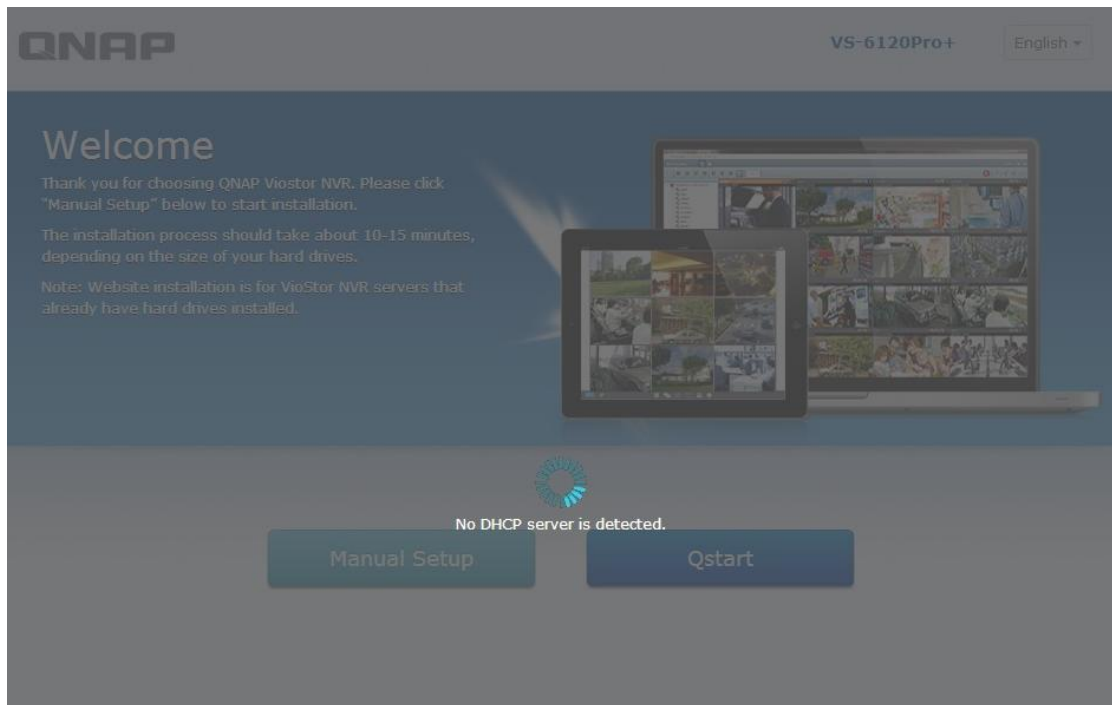 QNAP
VS-6120Pro+
English
Welcome
Thank you for choosing QNAP Viostor NVR. Please click
"Manual Setup" below to start installation.
The installation process should take about 10-15 minutes,
depending on the size of your hard drives.
Note: Website installation is for VioStor NVR servers that
already have hard drives installed.
No DHCP server is detected.
Manual Setup
Qstart